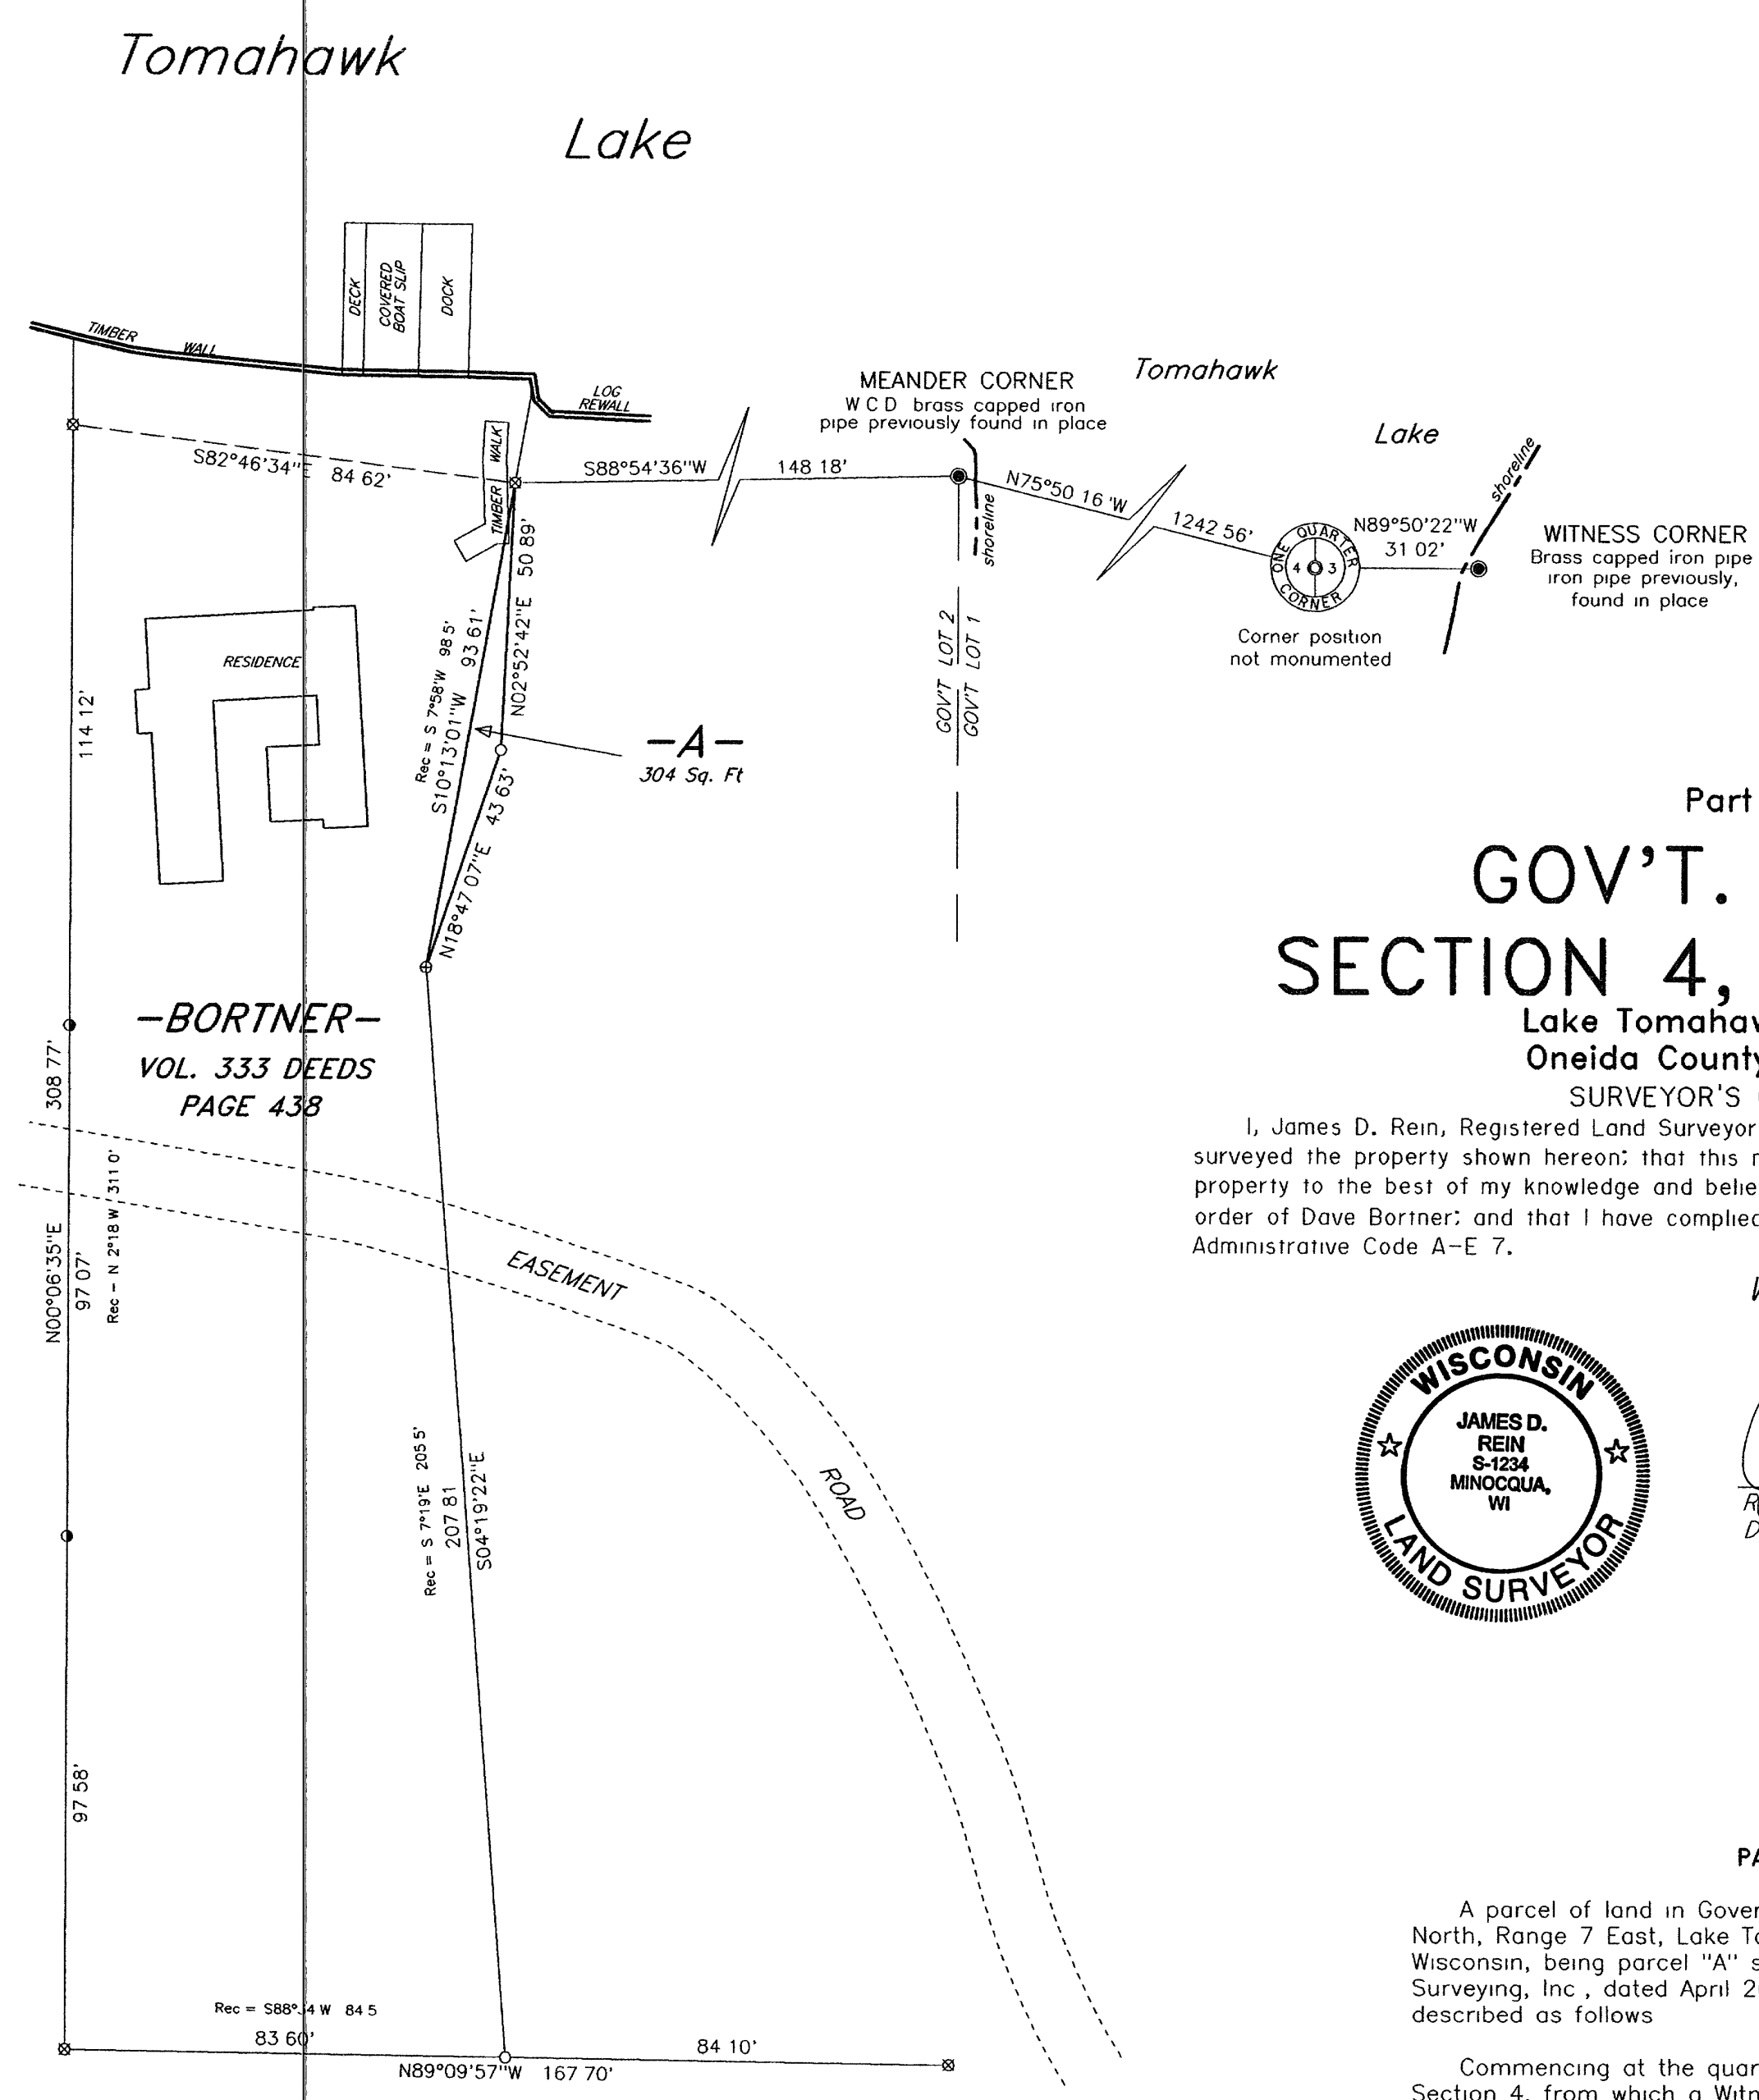 Tomahawk
Lake
DECK
COVERED
BOAT SLIP
DOCK
TIMBER
WALL
LOG
REWALL
TIMBER WALK
S82°46'34"E 84 62'
S88°54'36"W
148 18'
MEANDER CORNER
W C D brass capped iron
pipe previously found in place
Tomahawk
Lake
shoreline
N75°50 16 'W
1242 56'
shoreline
ONE QUARTER
4 3
CORNER
N89°50'22"W
31 02'
Corner position
not monumented
WITNESS CORNER
Brass capped iron pipe
iron pipe previously,
found in place
GOV'T LOT 2
GOV'T LOT 1
RESIDENCE
114 12'
Rec = S 7°58'W 98 5'
S10°13'01"W 93 61'
N02°52'42"E 50 89'
N18°47 07"E 43 63'
-A-
304 Sq. Ft
-BORTNER-
VOL. 333 DEEDS
PAGE 438
308 77'
N00°06'35"E
97 07'
Rec - N 2°18 W 311 0'
EASEMENT
ROAD
Rec = S 7°19'E 205 5'
207 81
S04°19'22"E
97 58'
Rec = S88° 4 W 84 5
83 60'
84 10'
N89°09'57"W 167 70'
Part
GOV'T.
SECTION 4,
Lake Tomahaw
Oneida County
SURVEYOR'S
I, James D. Rein, Registered Land Surveyor
surveyed the property shown hereon; that this
property to the best of my knowledge and belie
order of Dave Bortner; and that I have complied
Administrative Code A-E 7.
WISCONSIN
JAMES D.
REIN
S-1234
MINOCQUA,
WI
LAND SURVEYOR
PA
A parcel of land in Gover
North, Range 7 East, Lake To
Wisconsin, being parcel "A" s
Surveying, Inc , dated April 2
described as follows
Commencing at the quar
Section 4, from which a Witn